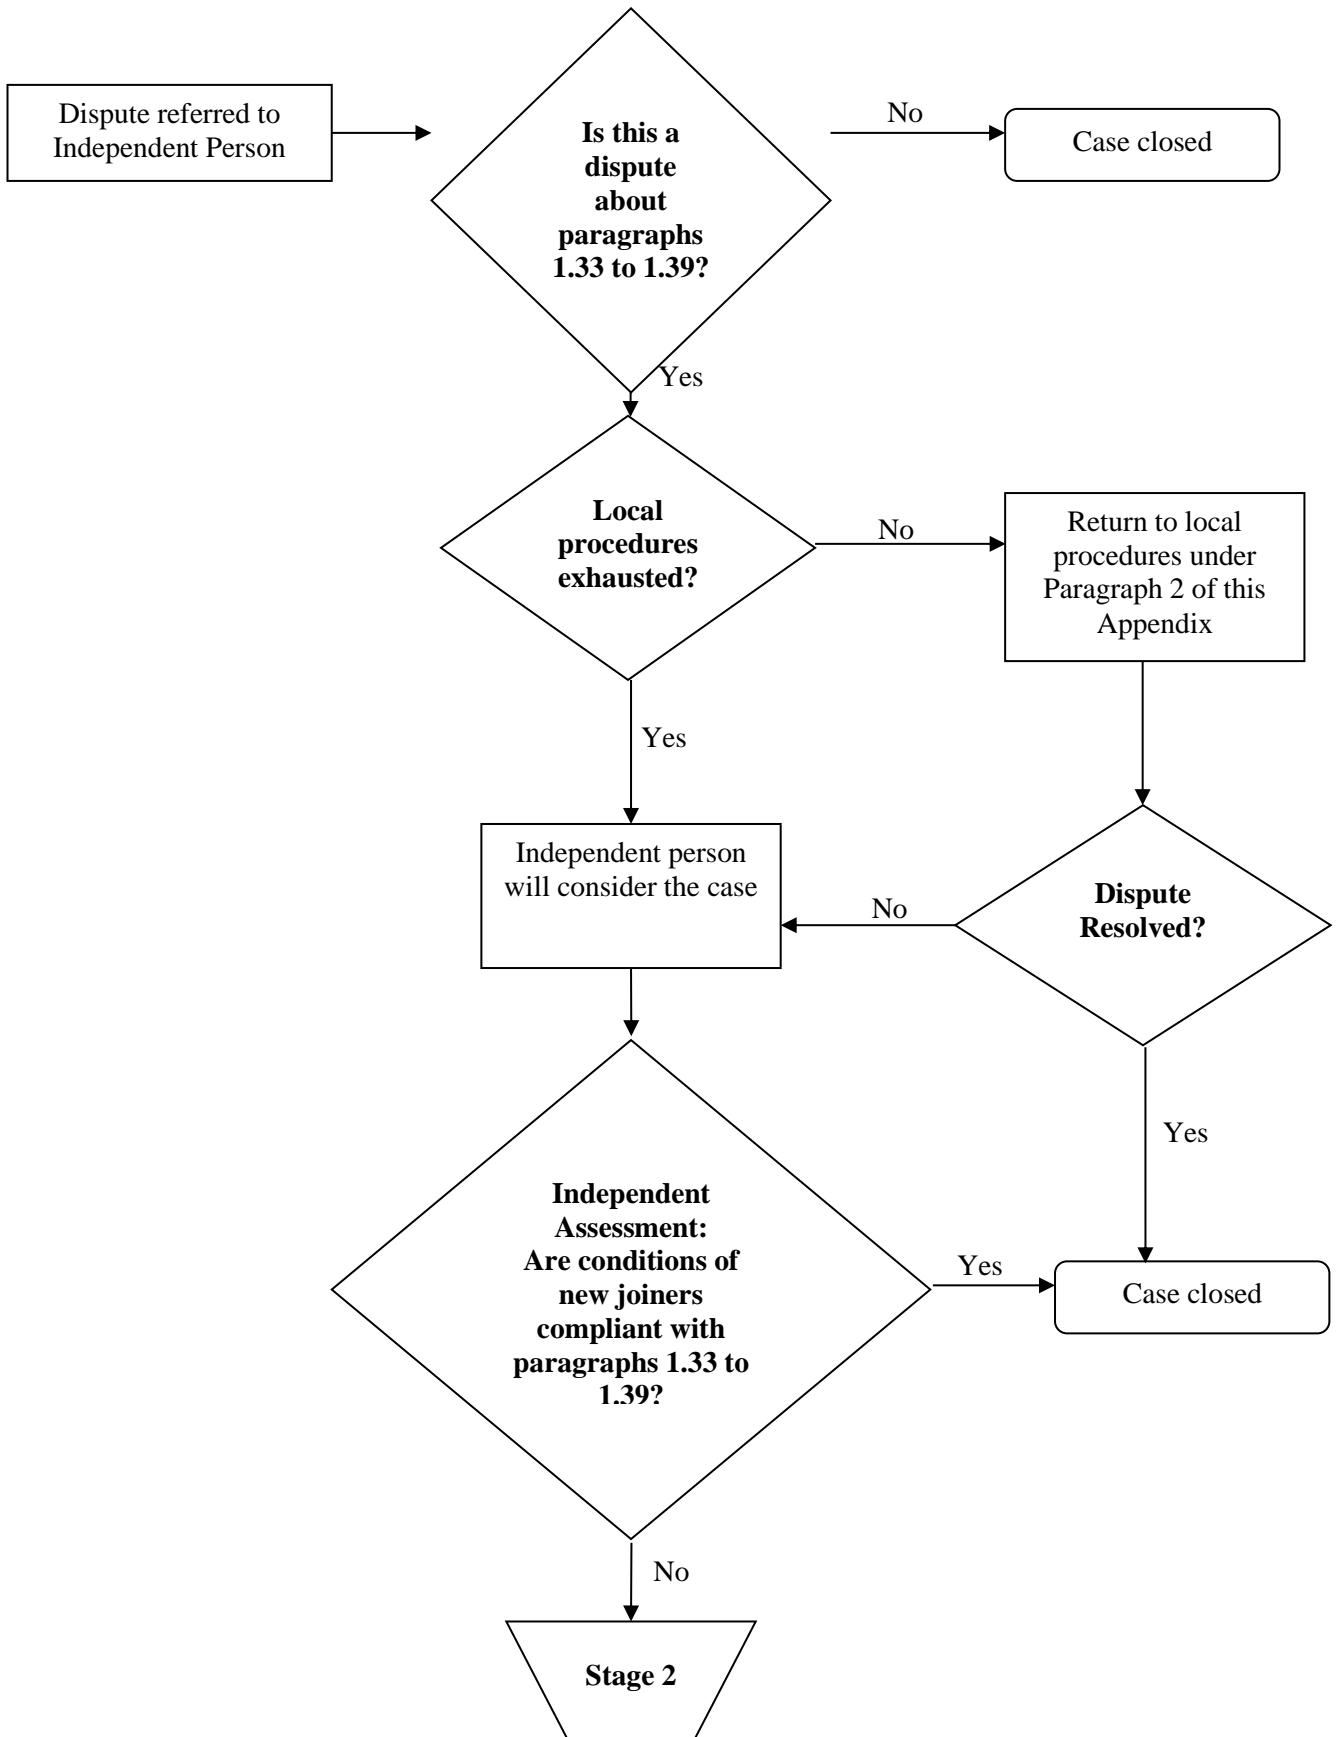 Dispute referred to
Independent Person
Is this a
dispute
about
paragraphs
1.33 to 1.39?
No
Case closed
Yes
Local
procedures
exhausted?
No
Return to local
procedures under
Paragraph 2 of this
Appendix
Yes
Independent person
will consider the case
No
Dispute
Resolved?
Yes
Independent
Assessment:
Are conditions of
new joiners
compliant with
paragraphs 1.33 to
1.39?
Yes
Case closed
No
Stage 2